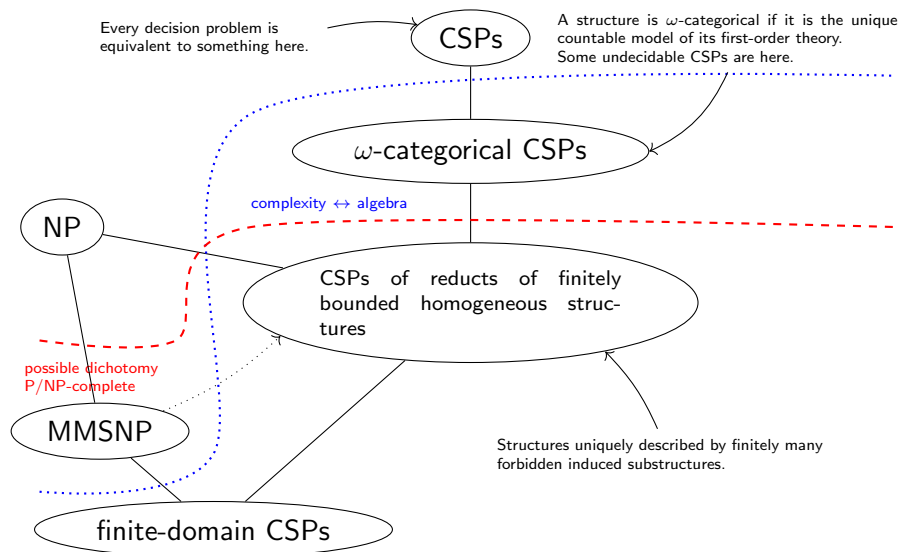 Every decision problem is
equivalent to something here.
CSPs
A structure is ω-categorical if it is the unique
countable model of its first-order theory.
Some undecidable CSPs are here.
ω-categorical CSPs
complexity ↔ algebra
NP
CSPs of reducts of finitely
bounded homogeneous struc-
tures
possible dichotomy
P/NP-complete
MMSNP
Structures uniquely described by finitely many
forbidden induced substructures.
finite-domain CSPs